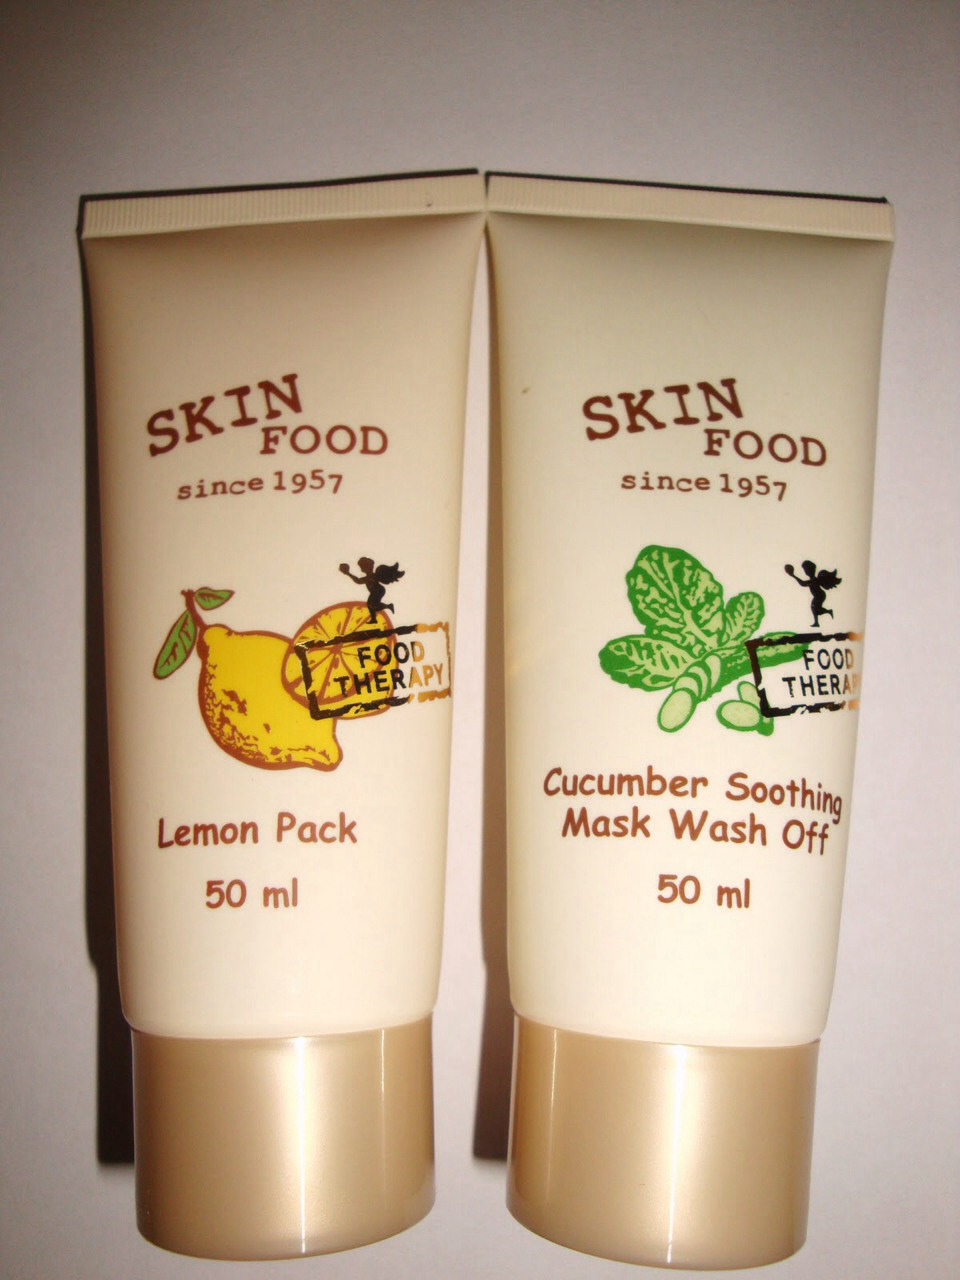 SKIN
FOOD
since 1957
FOOD
THERAPY
Lemon Pack
50 ml
SKIN
FOOD
since 1957
FOOD
THERAPY
Cucumber Soothing
Mask Wash Off
50 ml